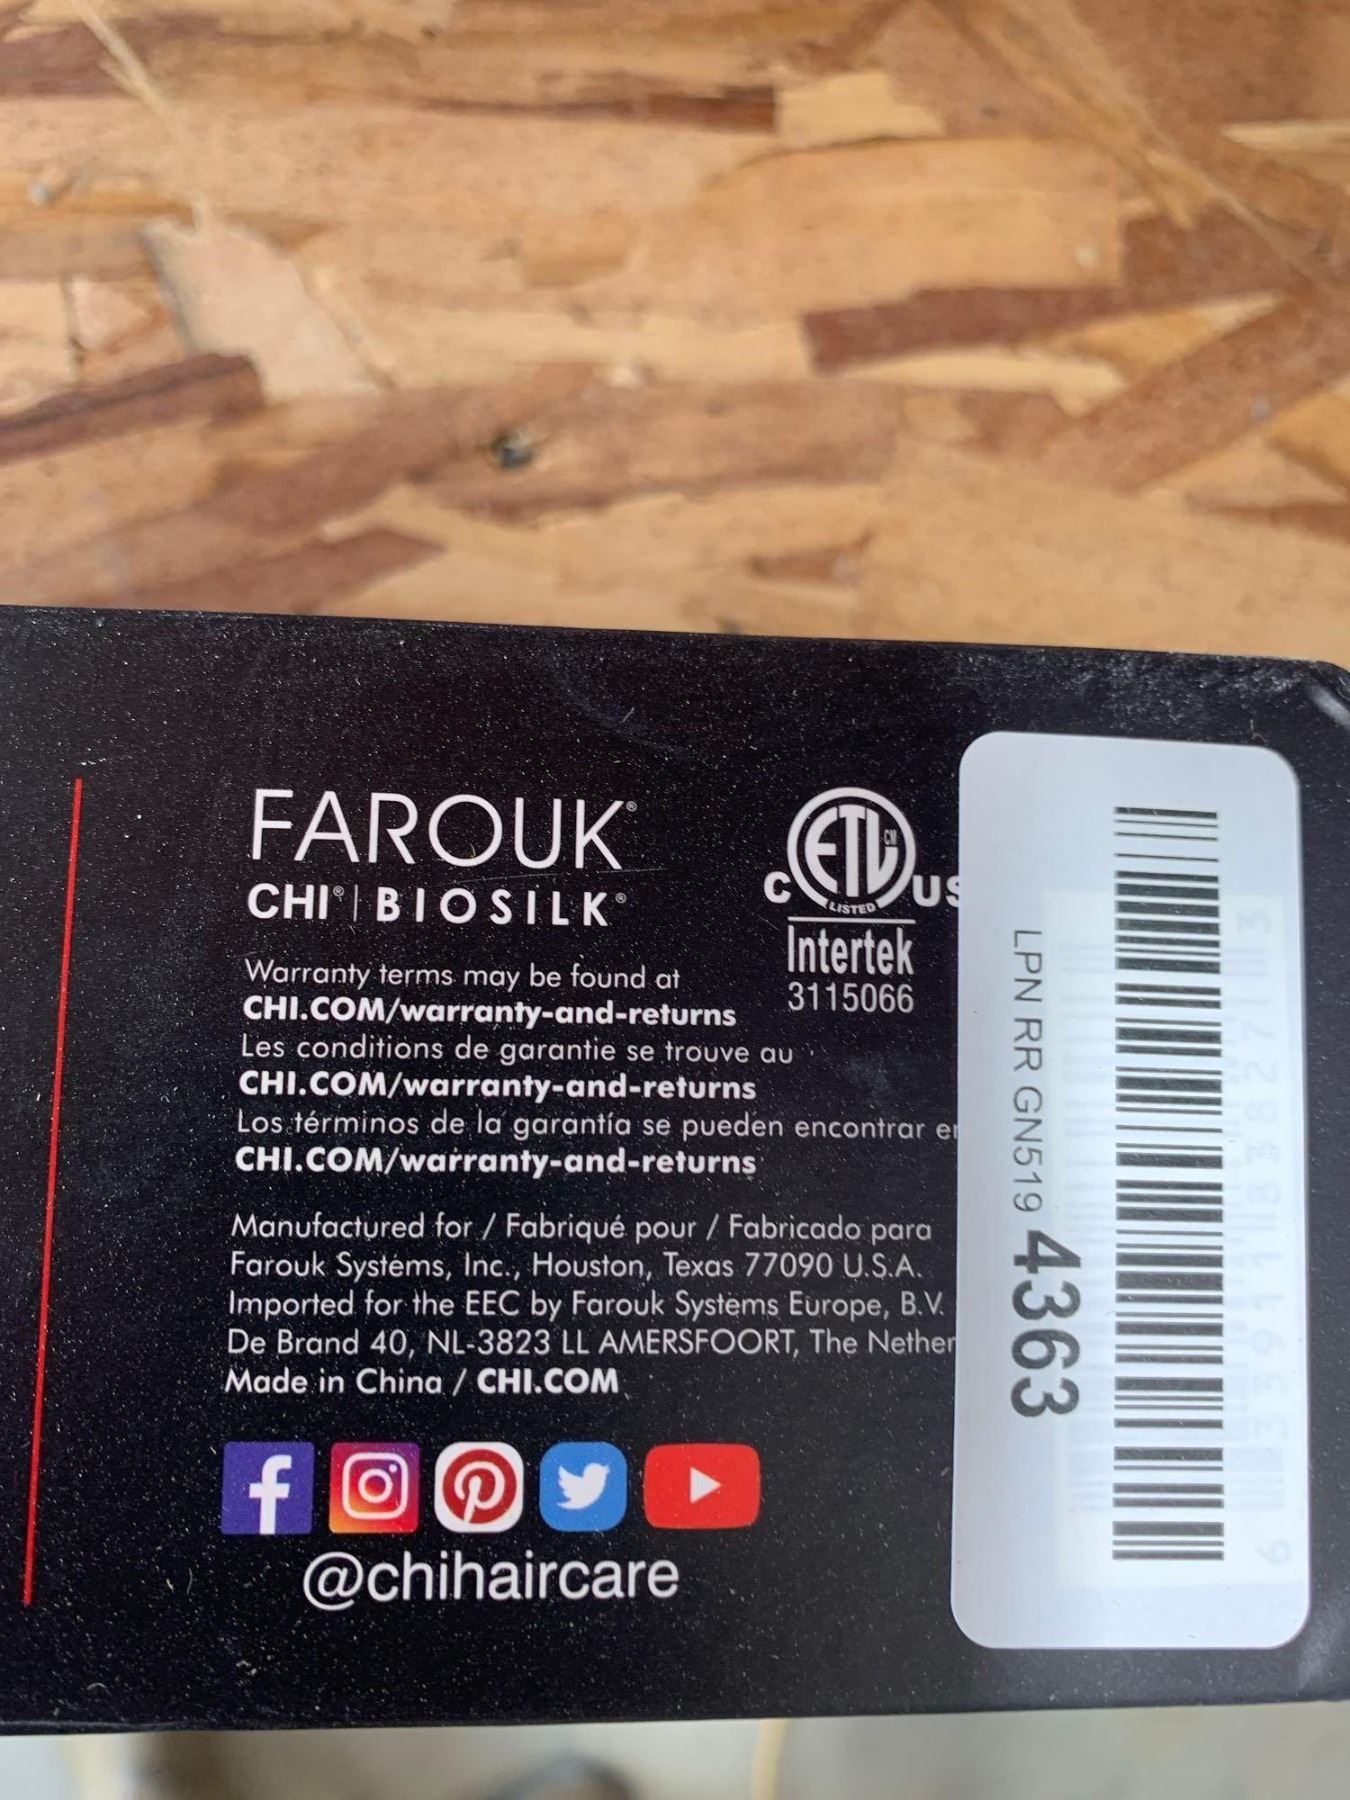 FAROUK®
CHI® | BIOSILK®
Warranty terms may be found at
CHI.COM/warranty-and-returns
Les conditions de garantie se trouve au
CHI.COM/warranty-and-returns
Los términos de la garantía se pueden encontrar
CHI.COM/warranty-and-returns
Manufactured for / Fabriqué pour / Fabricado para
Farouk Systems, Inc., Houston, Texas 77090 U.S.A.
Imported for the EEC by Farouk Systems Europe, B.V.
De Brand 40, NL-3823 LL AMERSFOORT, The Nether
Made in China / CHI.COM
@chihaircare
ETL CM
LISTED
C US
Intertek
3115066
LPN RR GN519 4363